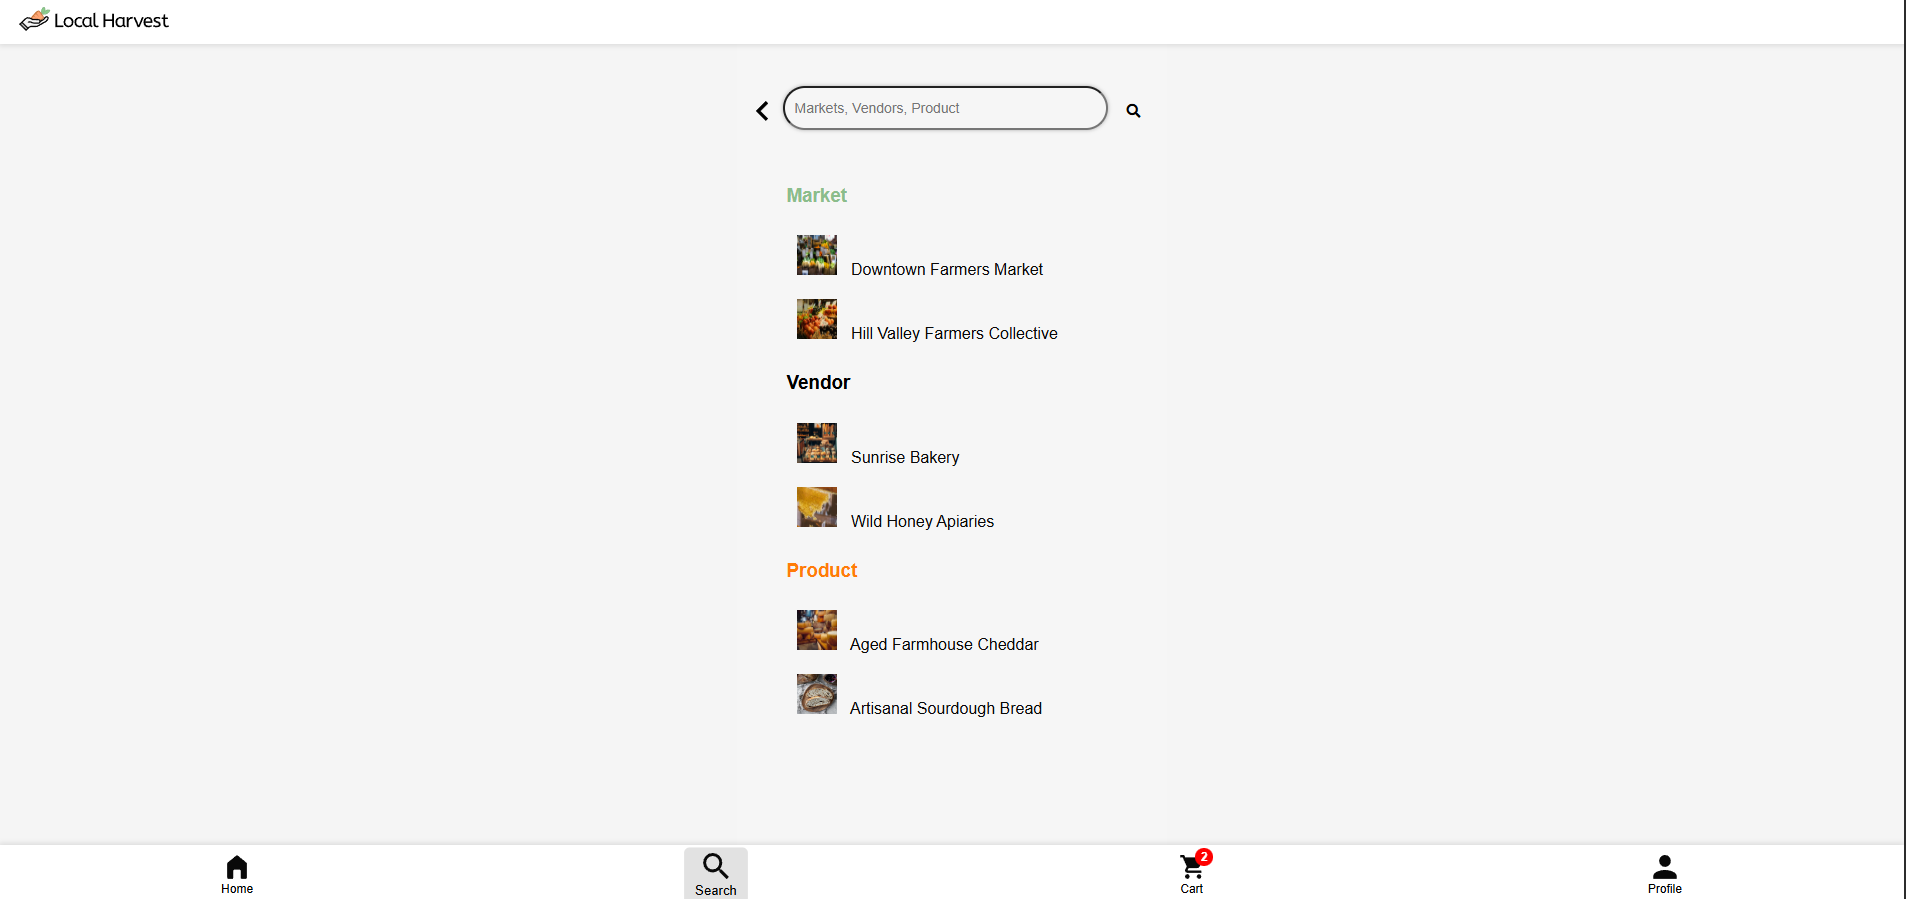 Local Harvest
Markets, Vendors, Product
Market
Downtown Farmers Market
Hill Valley Farmers Collective
Vendor
Sunrise Bakery
Wild Honey Apiaries
Product
Aged Farmhouse Cheddar
Artisanal Sourdough Bread
Home
Search
2
Cart
Profile